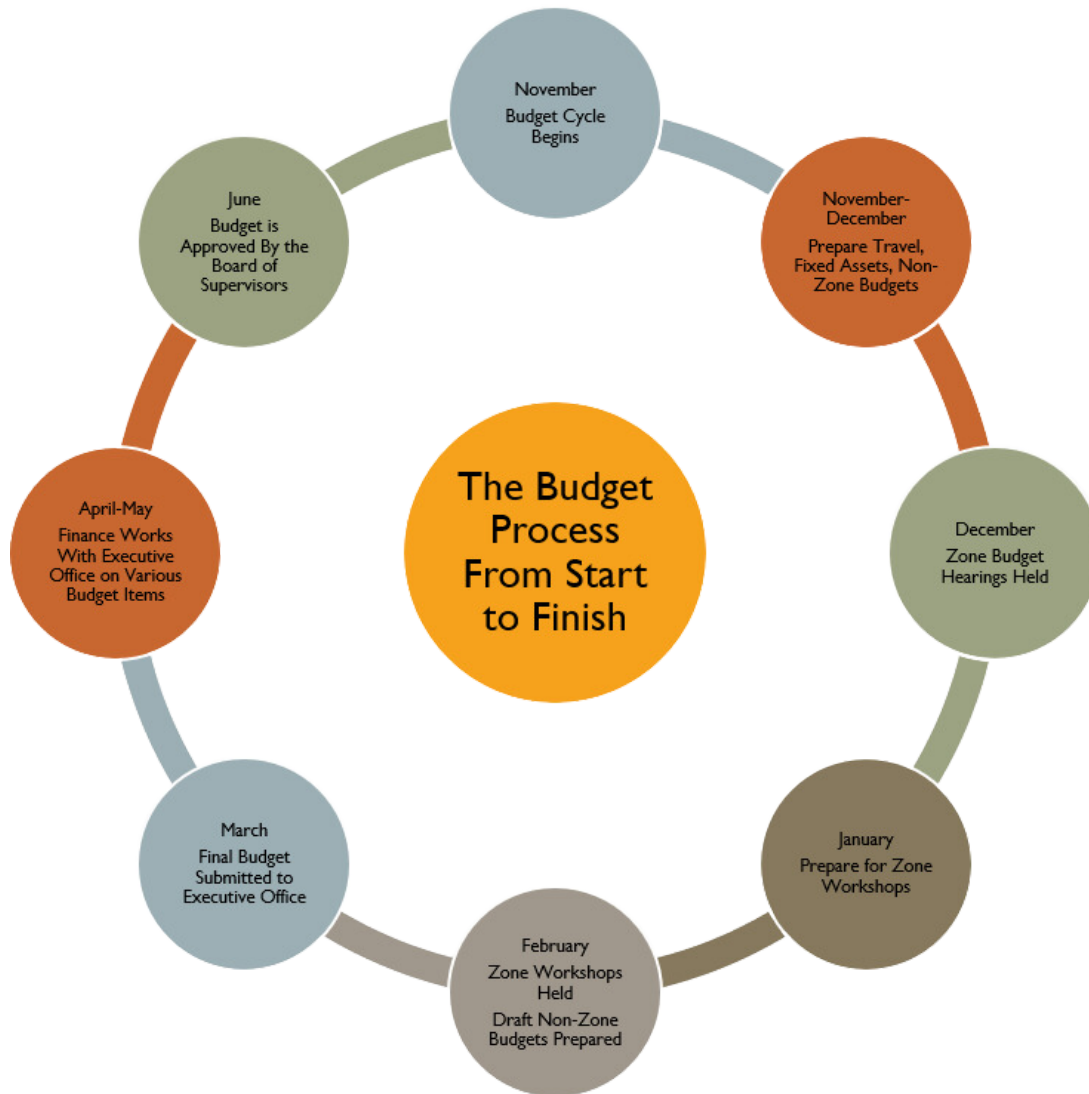 November
Budget Cycle
Begins
November-
December
Prepare Travel,
Fixed Assets, Non-
Zone Budgets
December
Zone Budget
Hearings Held
January
Prepare for Zone
Workshops
February
Zone Workshops
Held
Draft Non-Zone
Budgets Prepared
March
Final Budget
Submitted to
Executive Office
April-May
Finance Works
With Executive
Office on Various
Budget Items
June
Budget is
Approved By the
Board of
Supervisors
The Budget
Process
From Start
to Finish